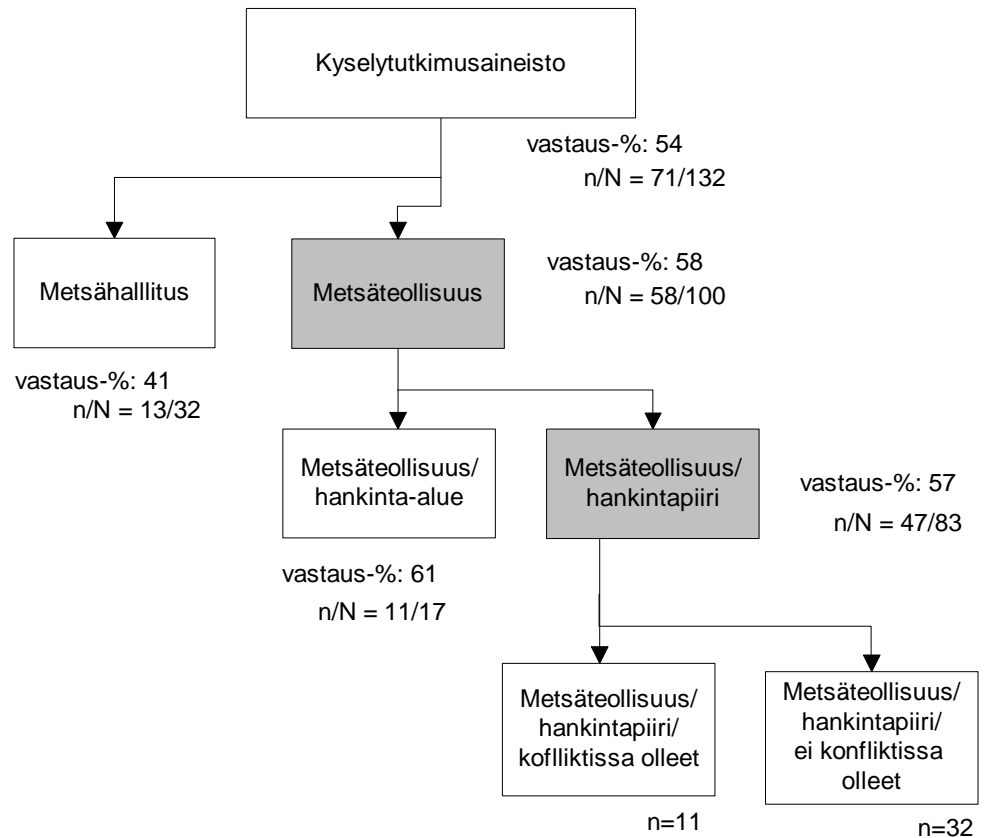 Kyselytutkimusaineisto
vastaus-%: 54
n/N = 71/132
Metsähalllitus
vastaus-%: 41
n/N = 13/32
Metsäteollisuus
vastaus-%: 58
n/N = 58/100
Metsäteollisuus/
hankinta-alue
vastaus-%: 61
n/N = 11/17
Metsäteollisuus/
hankintapiiri
vastaus-%: 57
n/N = 47/83
Metsäteollisuus/
hankintapiiri/
koflliktissa olleet
n=11
Metsäteollisuus/
hankintapiiri/
ei konfliktissa
olleet
n=32